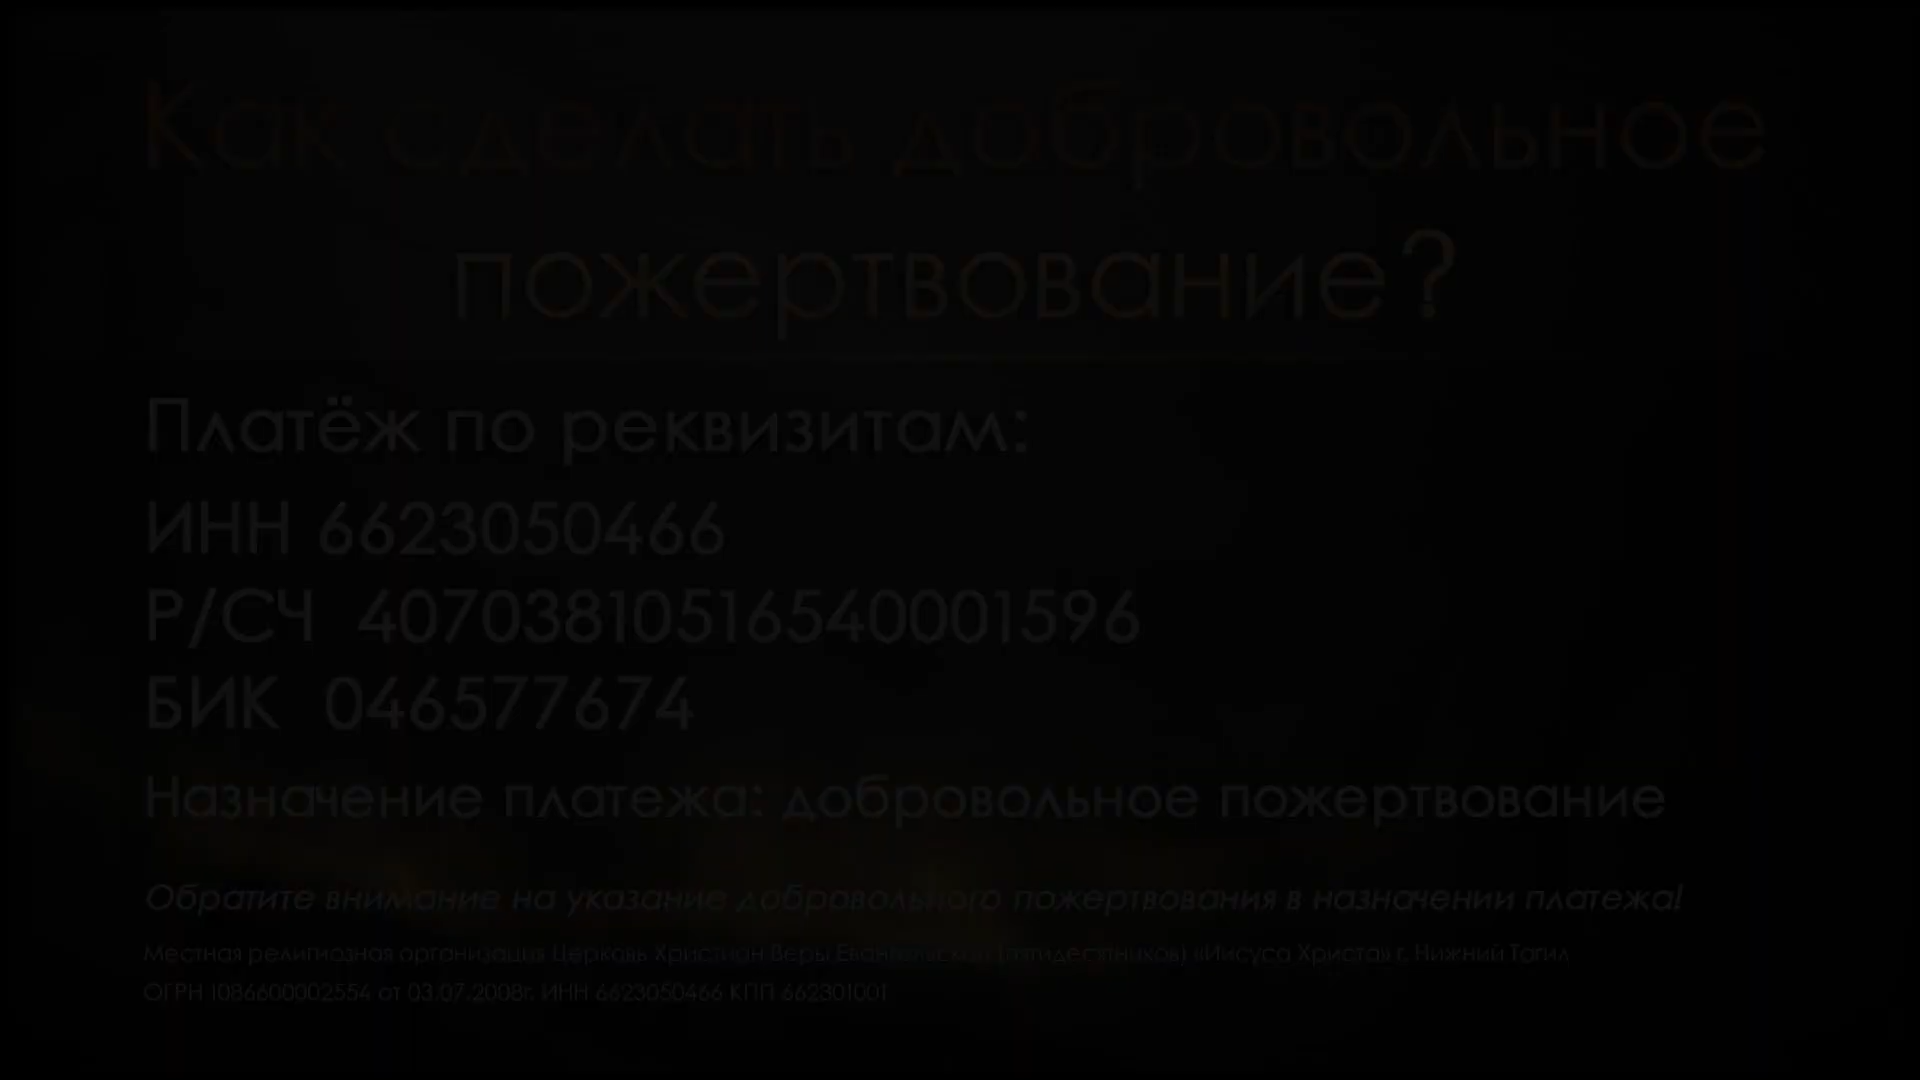 Как сделать добровольное
пожертвование?
Платёж по реквизитам:
ИНН 6623050466
Р/СЧ 40703810516540001596
БИК 046577674
Назначение платежа: добровольное пожертвование
Обратите внимание на указание добровольного пожертвования в назначении платежа!
Местная религиозная организация Церковь Христиан Веры Евангельской (пятидесятников) «Иисуса Христа» г. Нижний Тагил
ОГРН 1086600002554 от 03.07.2008г. ИНН 6623050466 КПП 662301001